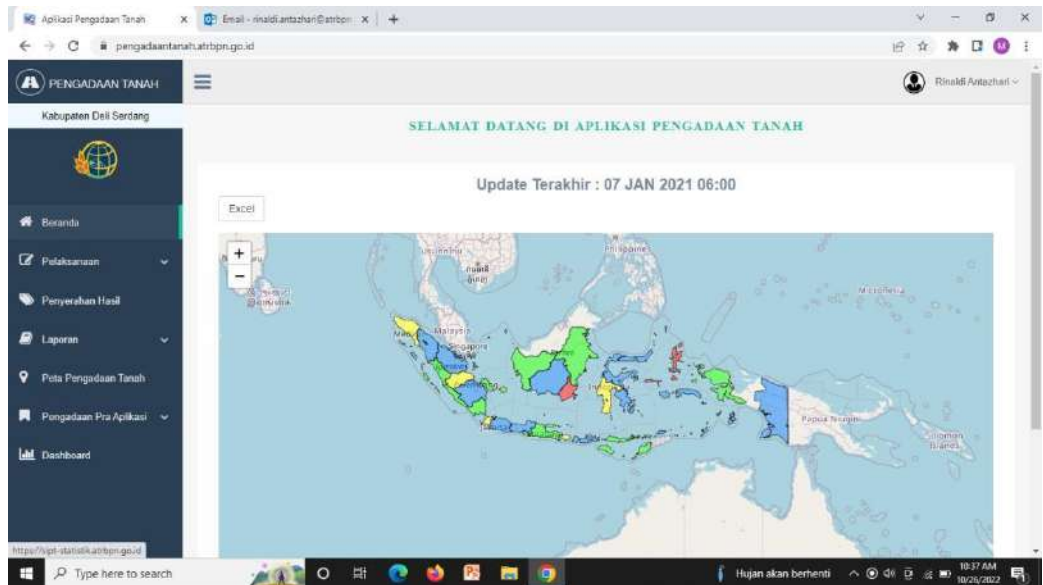 Aplikasi Pengadaan Tanah
Email - rinaldi.antazhari@atrbpn
pengadaantanah.atrbpn.go.id
PENGADAAN TANAH
Rinaldi Antazhari
Kabupaten Deli Serdang
SELAMAT DATANG DI APLIKASI PENGADAAN TANAH
Update Terakhir : 07 JAN 2021 06:00
Excel
Beranda
Pelaksanaan
Penyerahan Hasil
Laporan
Peta Pengadaan Tanah
Pengadaan Pra Aplikasi
Dashboard
+
−
Philippines
Micronesia
Malaysia
Singapore
Papua Niugini
Solomon
Islands
https://sipt-statistik.atrbpn.go.id
Type here to search
Hujan akan berhenti
10:37 AM
10/26/2022